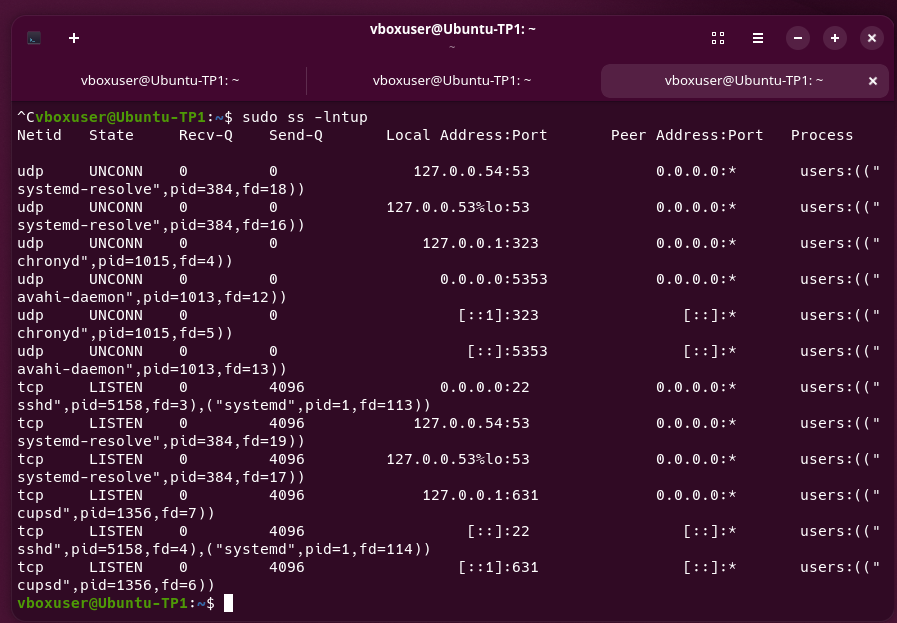 vboxuser@Ubuntu-TP1: ~
~
vboxuser@Ubuntu-TP1: ~ vboxuser@Ubuntu-TP1: ~ vboxuser@Ubuntu-TP1: ~
^Cvboxuser@Ubuntu-TP1:~$ sudo ss -lntup
Netid State Recv-Q Send-Q Local Address:Port Peer Address:Port Process
udp UNCONN 0 0 127.0.0.54:53 0.0.0.0:* users:(("
systemd-resolve",pid=384,fd=18))
udp UNCONN 0 0 127.0.0.53%lo:53 0.0.0.0:* users:(("
systemd-resolve",pid=384,fd=16))
udp UNCONN 0 0 127.0.0.1:323 0.0.0.0:* users:(("
chronyd",pid=1015,fd=4))
udp UNCONN 0 0 0.0.0.0:5353 0.0.0.0:* users:(("
avahi-daemon",pid=1013,fd=12))
udp UNCONN 0 0 [::1]:323 [::]:* users:(("
chronyd",pid=1015,fd=5))
udp UNCONN 0 0 [::]:5353 [::]:* users:(("
avahi-daemon",pid=1013,fd=13))
tcp LISTEN 0 4096 0.0.0.0:22 0.0.0.0:* users:(("
sshd",pid=5158,fd=3),("systemd",pid=1,fd=113))
tcp LISTEN 0 4096 127.0.0.54:53 0.0.0.0:* users:(("
systemd-resolve",pid=384,fd=19))
tcp LISTEN 0 4096 127.0.0.53%lo:53 0.0.0.0:* users:(("
systemd-resolve",pid=384,fd=17))
tcp LISTEN 0 4096 127.0.0.1:631 0.0.0.0:* users:(("
cupsd",pid=1356,fd=7))
tcp LISTEN 0 4096 [::]:22 [::]:* users:(("
sshd",pid=5158,fd=4),("systemd",pid=1,fd=114))
tcp LISTEN 0 4096 [::1]:631 [::]:* users:(("
cupsd",pid=1356,fd=6))
vboxuser@Ubuntu-TP1:~$